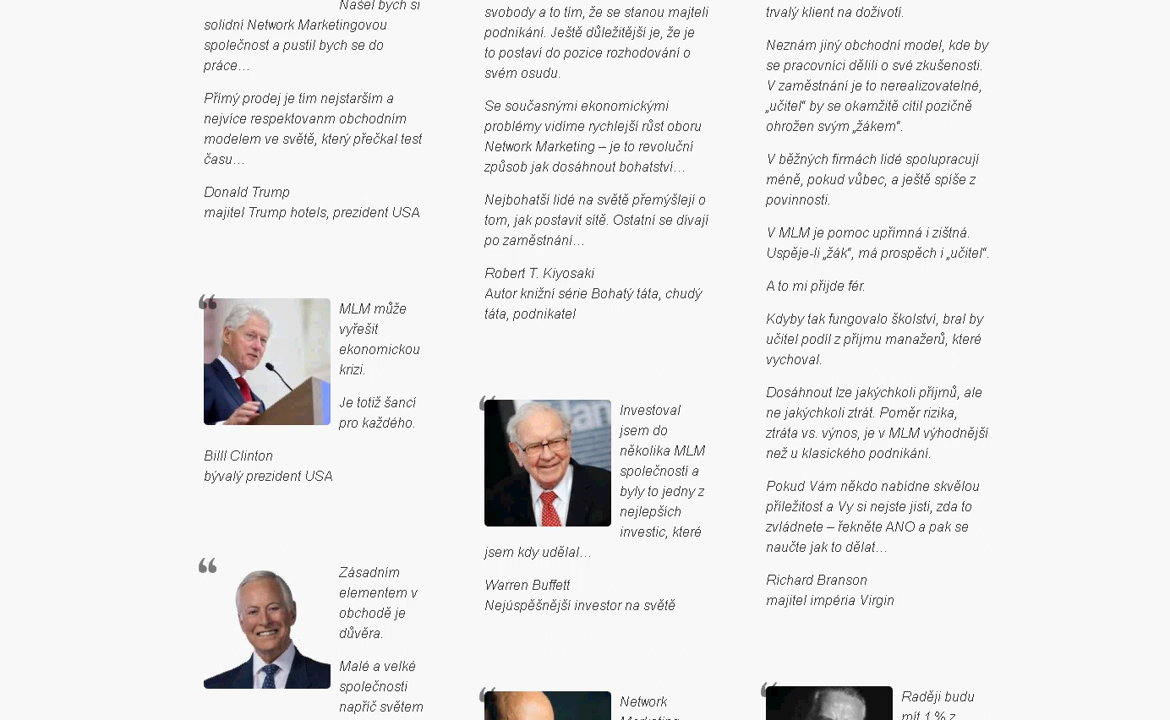 Našel bych si
solidní Network Marketingovou
společnost a pustil bych se do
práce…
Přímý prodej je tím nejstarším a
nejvíce respektovanm obchodním
modelem ve světě, který přečkal test
času…
Donald Trump
majitel Trump hotels, prezident USA
MLM může
vyřešit
ekonomickou
krizi.
Je totiž šancí
pro každého.
Billl Clinton
bývalý prezident USA
Zásadním
elementem v
obchodě je
důvěra.
Malé a velké
společnosti
napříč světem
svobody a to tím, že se stanou majteli
podnikání. Ještě důležitější je, že je
to postaví do pozice rozhodování o
svém osudu.
Se současnými ekonomickými
problémy vidíme rychlejší růst oboru
Network Marketing – je to revoluční
způsob jak dosáhnout bohatství…
Nejbohatší lidé na světě přemýšlejí o
tom, jak postavit sítě. Ostatní se dívají
po zaměstnání…
Robert T. Kiyosaki
Autor knižní série Bohatý táta, chudý
táta, podnikatel
Investoval
jsem do
několika MLM
společností a
byly to jedny z
nejlepších
investic, které
jsem kdy udělal…
Warren Buffett
Nejúspěšnější investor na světě
Network
Marketing
trvalý klient na doživotí.
Neznám jiný obchodní model, kde by
se pracovníci dělili o své zkušenosti.
V zaměstnání je to nerealizovatelné,
„učitel“ by se okamžitě cítil pozičně
ohrožen svým „žákem“.
V běžných firmách lidé spolupracují
méně, pokud vůbec, a ještě spíše z
povinnosti.
V MLM je pomoc upřímná i zištná.
Uspěje-li „žák“, má prospěch i „učitel“.
A to mi přijde fér.
Kdyby tak fungovalo školství, bral by
učitel podíl z příjmu manažerů, které
vychoval.
Dosáhnout lze jakýchkoli příjmů, ale
ne jakýchkoli ztrát. Poměr rizika,
ztráta vs. výnos, je v MLM výhodnější
než u klasického podnikání.
Pokud Vám někdo nabídne skvělou
příležitost a Vy si nejste jisti, zda to
zvládnete – řekněte ANO a pak se
naučte jak to dělat…
Richard Branson
majitel impéria Virgin
Raději budu
mít 1 % z